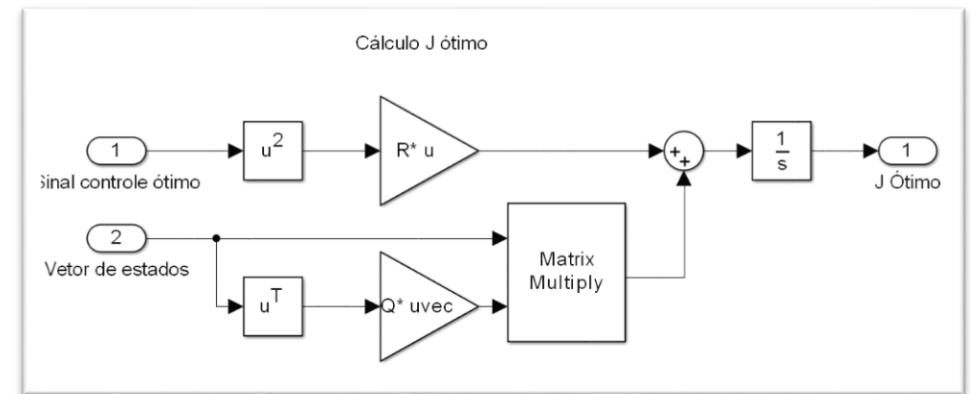 Cálculo J ótimo
1
u2
R* u
++
1
s
1
Sinal controle ótimo
J Ótimo
2
Vetor de estados
uT
Q* uvec
Matrix
Multiply